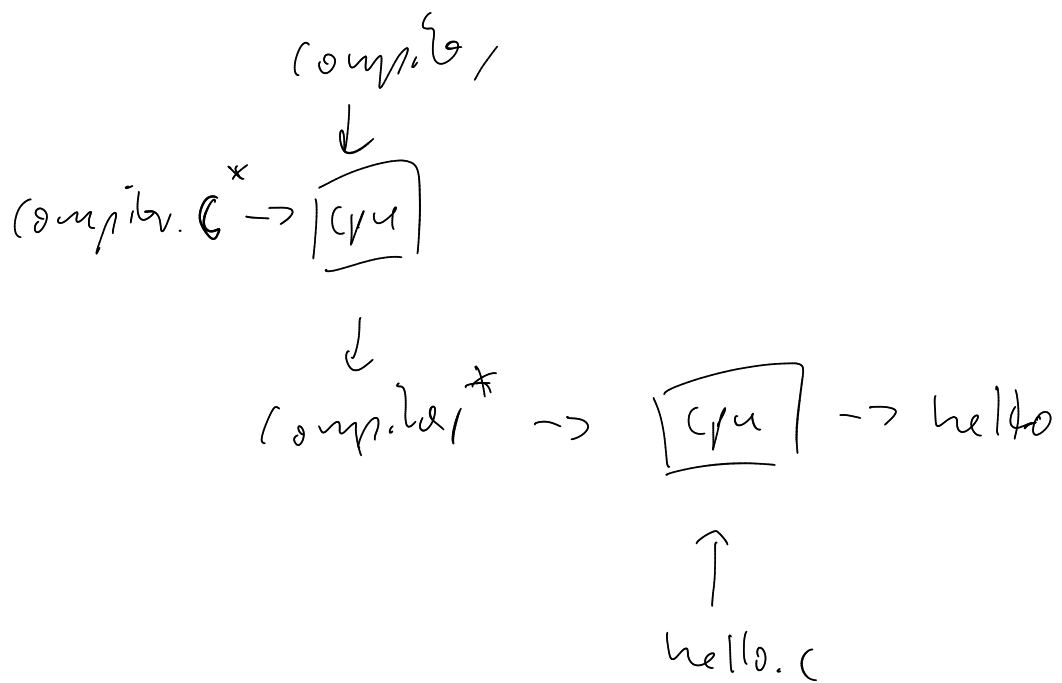 compiler
↓
compiler.c* -> cpu
↓
compiler* -> cpu -> hello
↑
hello.c